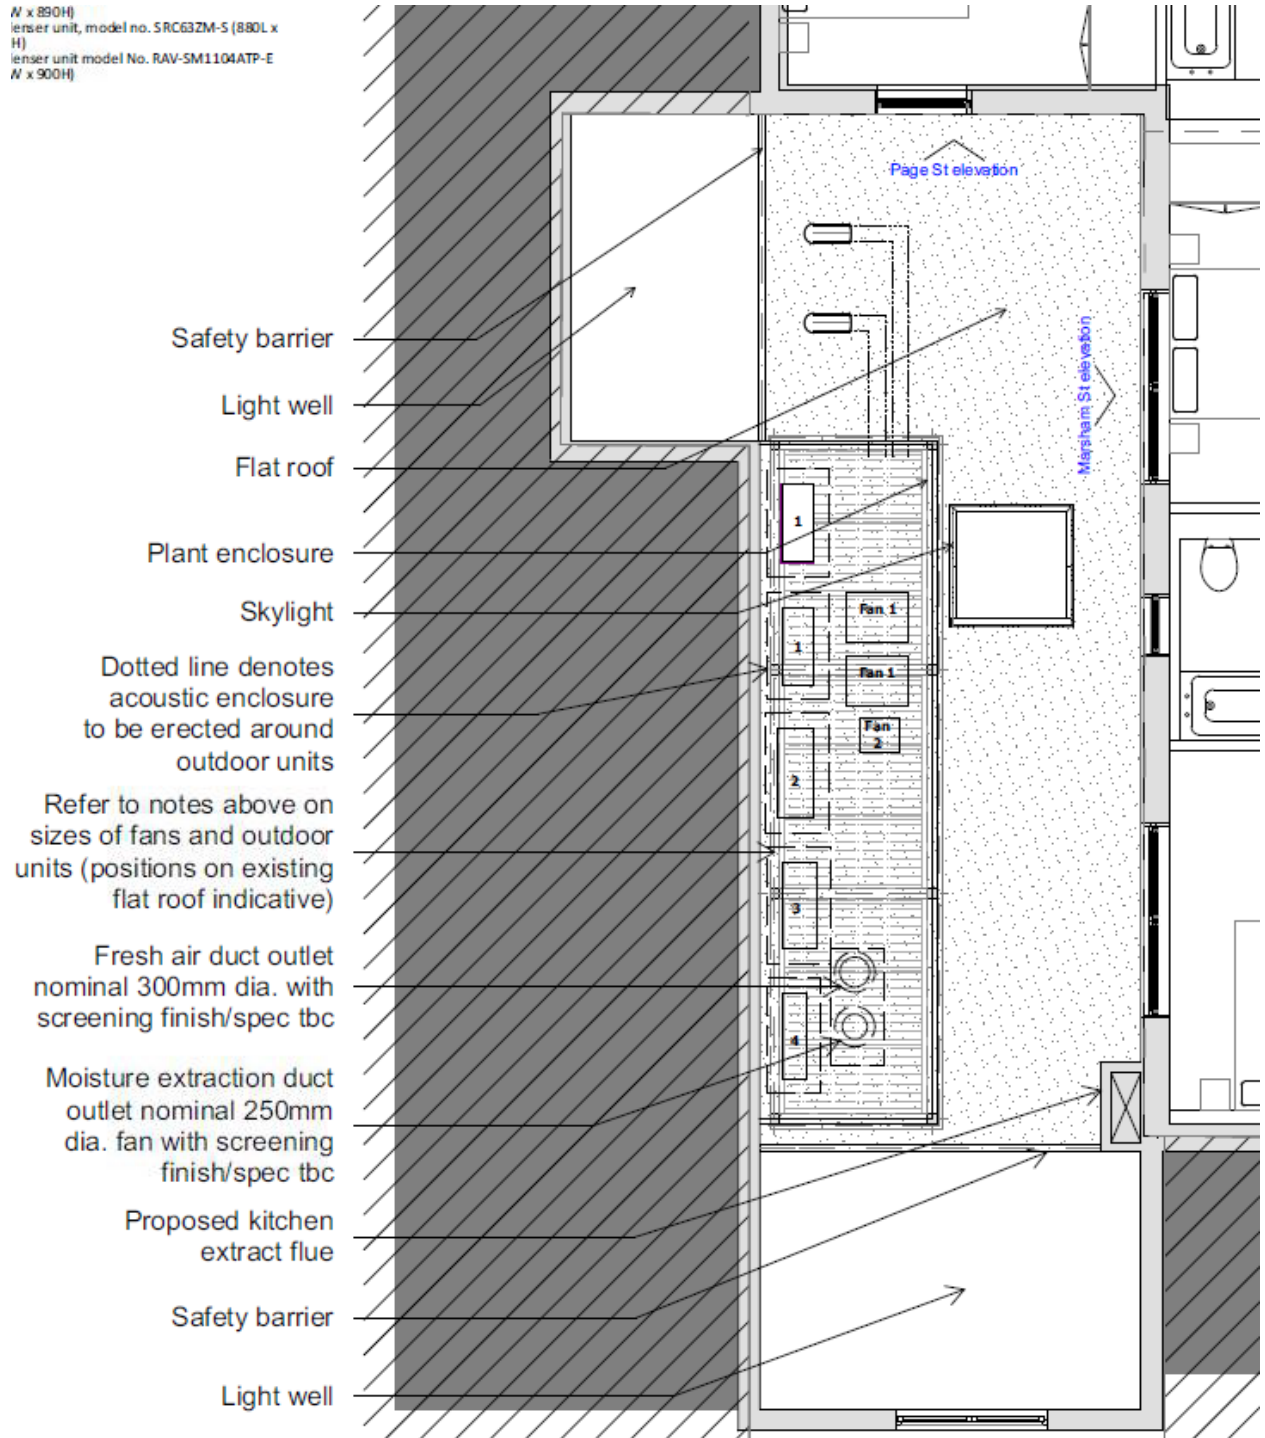 W x 890H)
enser unit, model no. SRC63ZM-S (880L x
H)
enser unit model No. RAV-SM1104ATP-E
W x 900H)
Page St elevation
Safety barrier
Light well
Marsham St elevation
Flat roof
1
Plant enclosure
Skylight
Fan 1
1
Dotted line denotes
acoustic enclosure
to be erected around
outdoor units
Fan 1
Fan
2
2
Refer to notes above on
sizes of fans and outdoor
units (positions on existing
flat roof indicative)
3
Fresh air duct outlet
nominal 300mm dia. with
screening finish/spec tbc
4
Moisture extraction duct
outlet nominal 250mm
dia. fan with screening
finish/spec tbc
Proposed kitchen
extract flue
Safety barrier
Light well